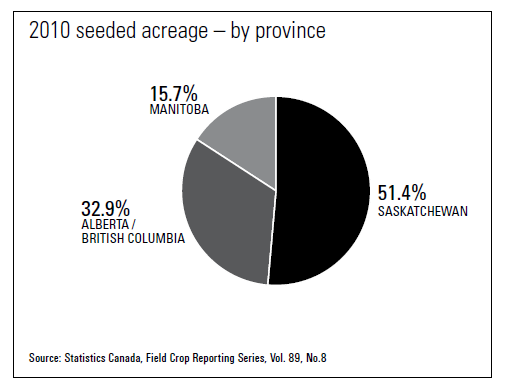 2010 seeded acreage – by province
15.7%
MANITOBA
51.4%
SASKATCHEWAN
32.9%
ALBERTA /
BRITISH COLUMBIA
Source: Statistics Canada, Field Crop Reporting Series, Vol. 89, No.8